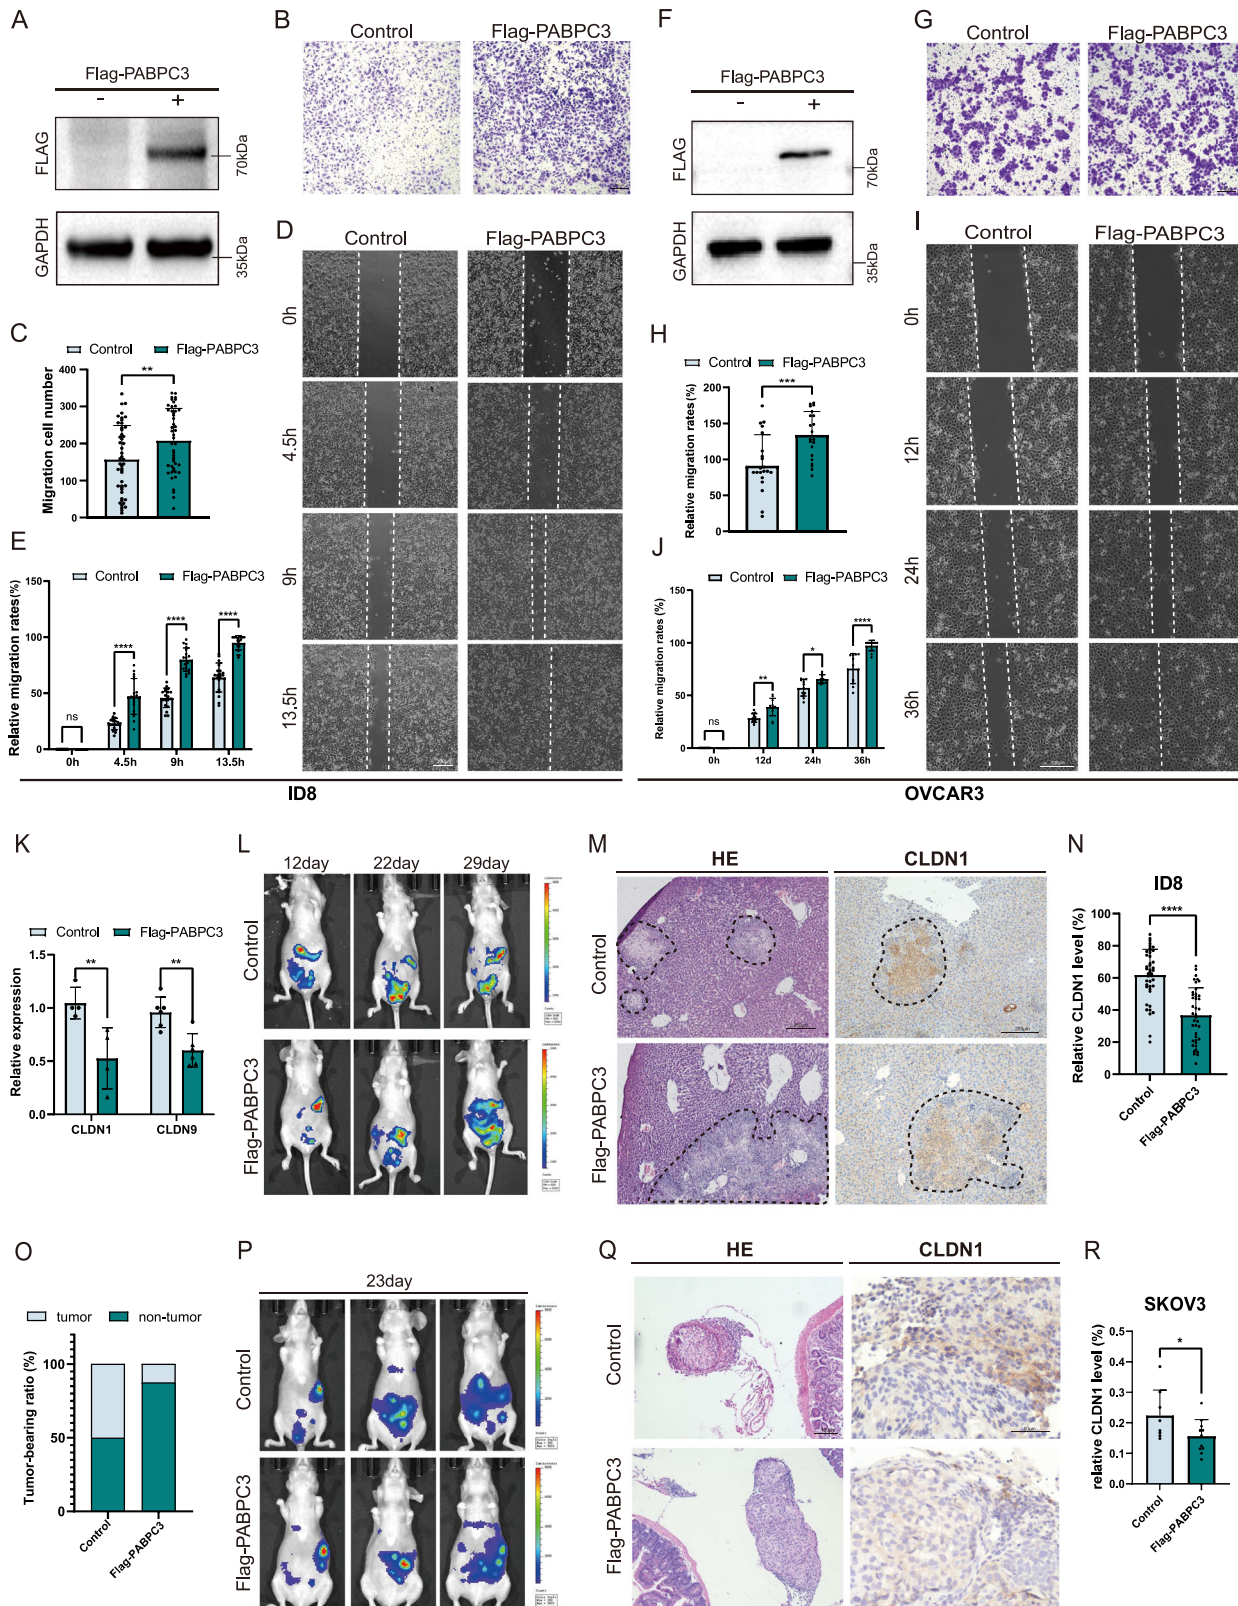 A
Flag-PABPC3
- +
FLAG
70kDa
GAPDH
35kDa
B
Control Flag-PABPC3
C
Control Flag-PABPC3
Migration cell number
**
400
300
200
100
0
D
Control Flag-PABPC3
0h
4.5h
9h
13.5h
E
Control Flag-PABPC3
Relative migration rates (%)
150
100
50
0
ns **** **** ****
0h 4.5h 9h 13.5h
ID8
F
Flag-PABPC3
- +
FLAG
70kDa
GAPDH
35kDa
G
Control Flag-PABPC3
H
Control Flag-PABPC3
Relative migration rates (%)
***
200
150
100
50
0
I
Control Flag-PABPC3
0h
12h
24h
36h
J
Control Flag-PABPC3
Relative migration rates (%)
150
100
50
0
ns ** * ****
0h 12d 24h 36h
OVCAR3
K
Control Flag-PABPC3
Relative expression
1.5
1.0
0.5
0.0
** **
CLDN1 CLDN9
L
12day 22day 29day
Control
Flag-PABPC3
M
HE CLDN1
Control
Flag-PABPC3
N
ID8
Relative CLDN1 level (%)
****
100
80
60
40
20
0
Control Flag-PABPC3
O
tumor non-tumor
Tumor-bearing ratio (%)
100
50
0
Control Flag-PABPC3
P
23day
Control
Flag-PABPC3
Q
HE CLDN1
Control
Flag-PABPC3
R
SKOV3
relative CLDN1 level (%)
*
0.5
0.4
0.3
0.2
0.1
0.0
Control Flag-PABPC3